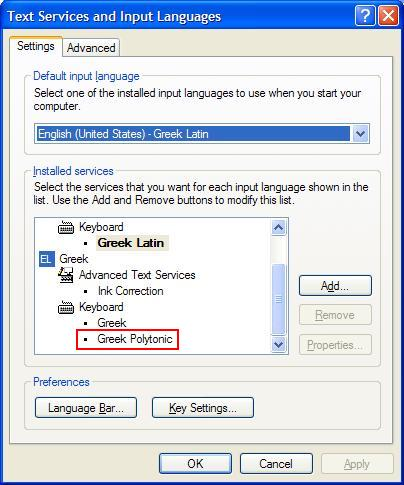 Text Services and Input Languages
Settings Advanced
Default input language
Select one of the installed input languages to use when you start your
computer.
English (United States) - Greek Latin
Installed services
Select the services that you want for each input language shown in the
list. Use the Add and Remove buttons to modify this list.
Keyboard
Greek Latin
EL Greek
Advanced Text Services
Ink Correction
Keyboard
Greek
Greek Polytonic
Add...
Remove
Properties...
Preferences
Language Bar... Key Settings...
OK Cancel Apply